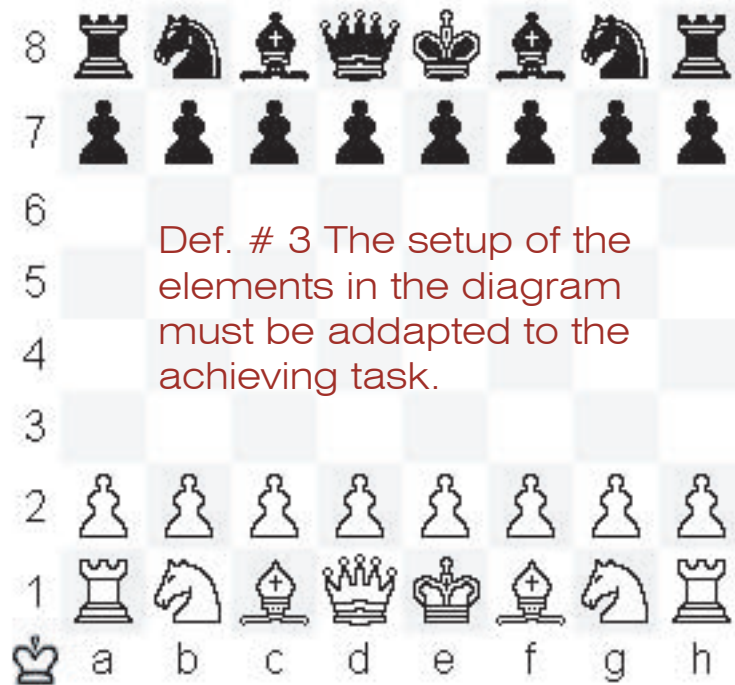 8
7
6
Def. # 3 The setup of the
5
elements in the diagram
must be addapted to the
4
achieving task.
3
2
1
a b c d e f g h